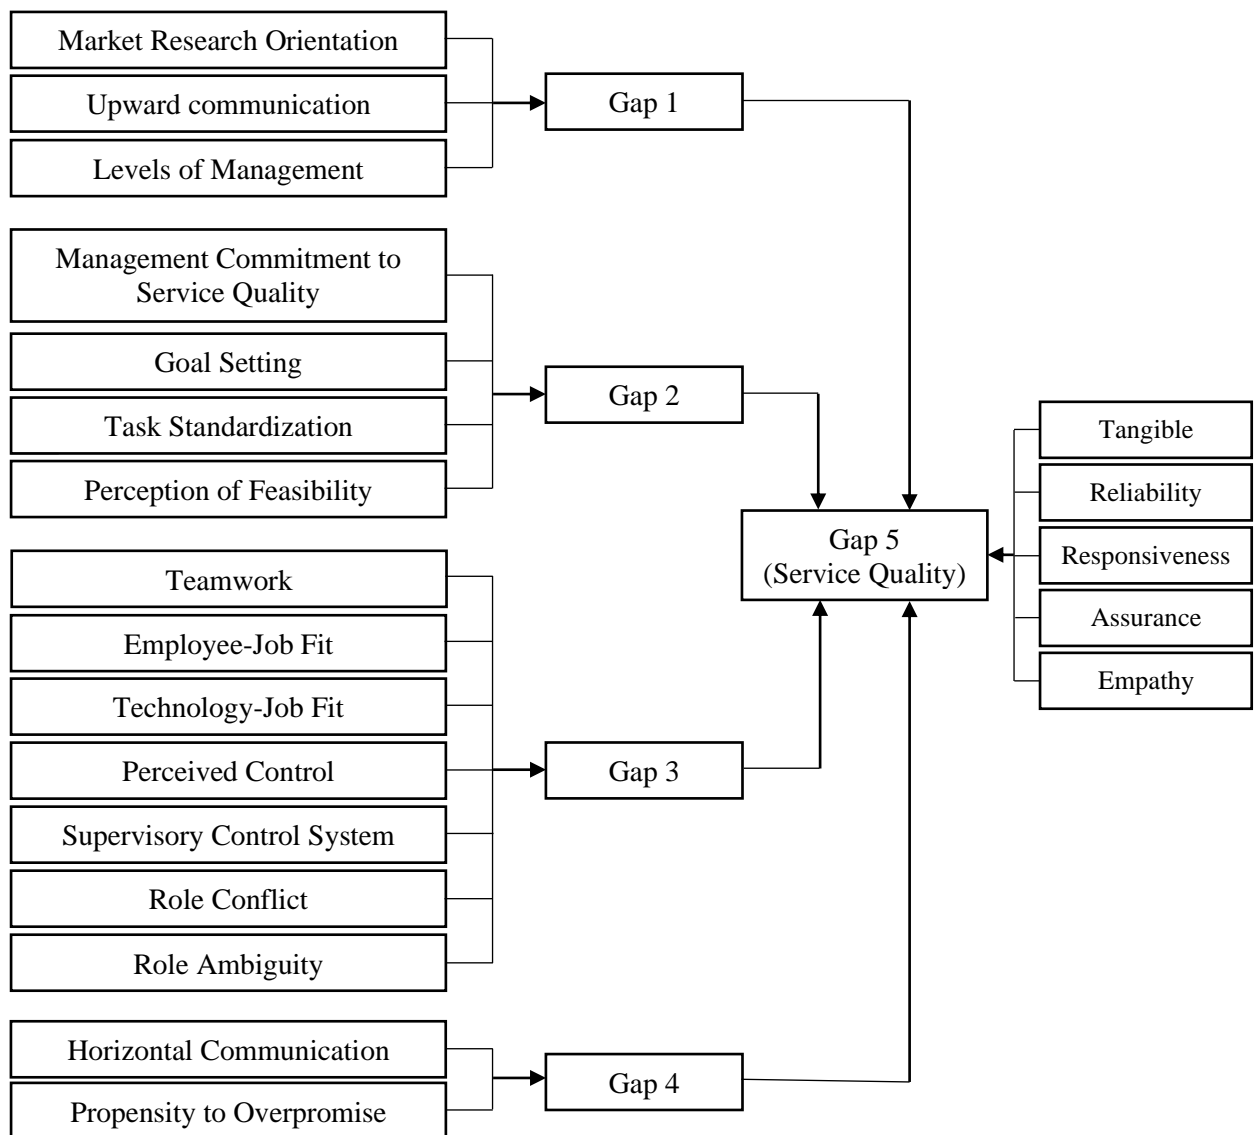 Market Research Orientation
Upward communication
Levels of Management
Gap 1
Management Commitment to
Service Quality
Goal Setting
Task Standardization
Perception of Feasibility
Gap 2
Teamwork
Employee-Job Fit
Technology-Job Fit
Perceived Control
Supervisory Control System
Role Conflict
Role Ambiguity
Gap 3
Horizontal Communication
Propensity to Overpromise
Gap 4
Gap 5
(Service Quality)
Tangible
Reliability
Responsiveness
Assurance
Empathy